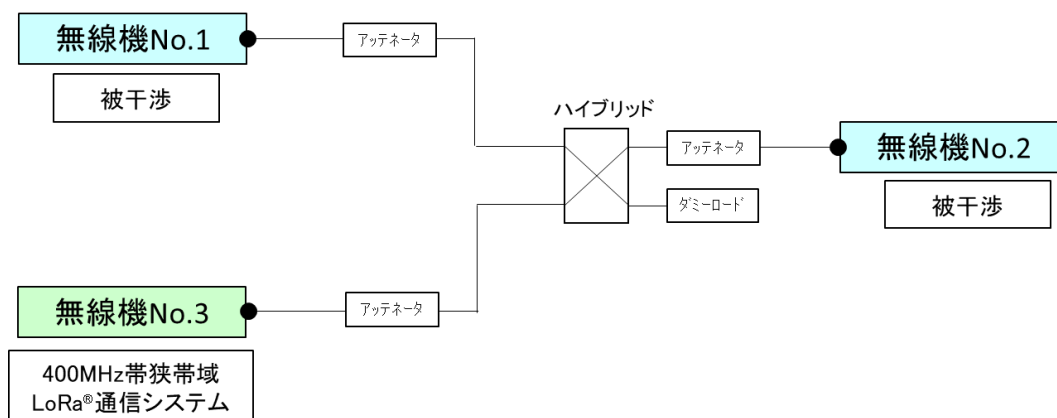 無線機No.1
アッテネータ
被干渉
ハイブリッド
アッテネータ
無線機No.2
ダミーロード
被干渉
無線機No.3
アッテネータ
400MHz帯狭帯域
LoRa®通信システム